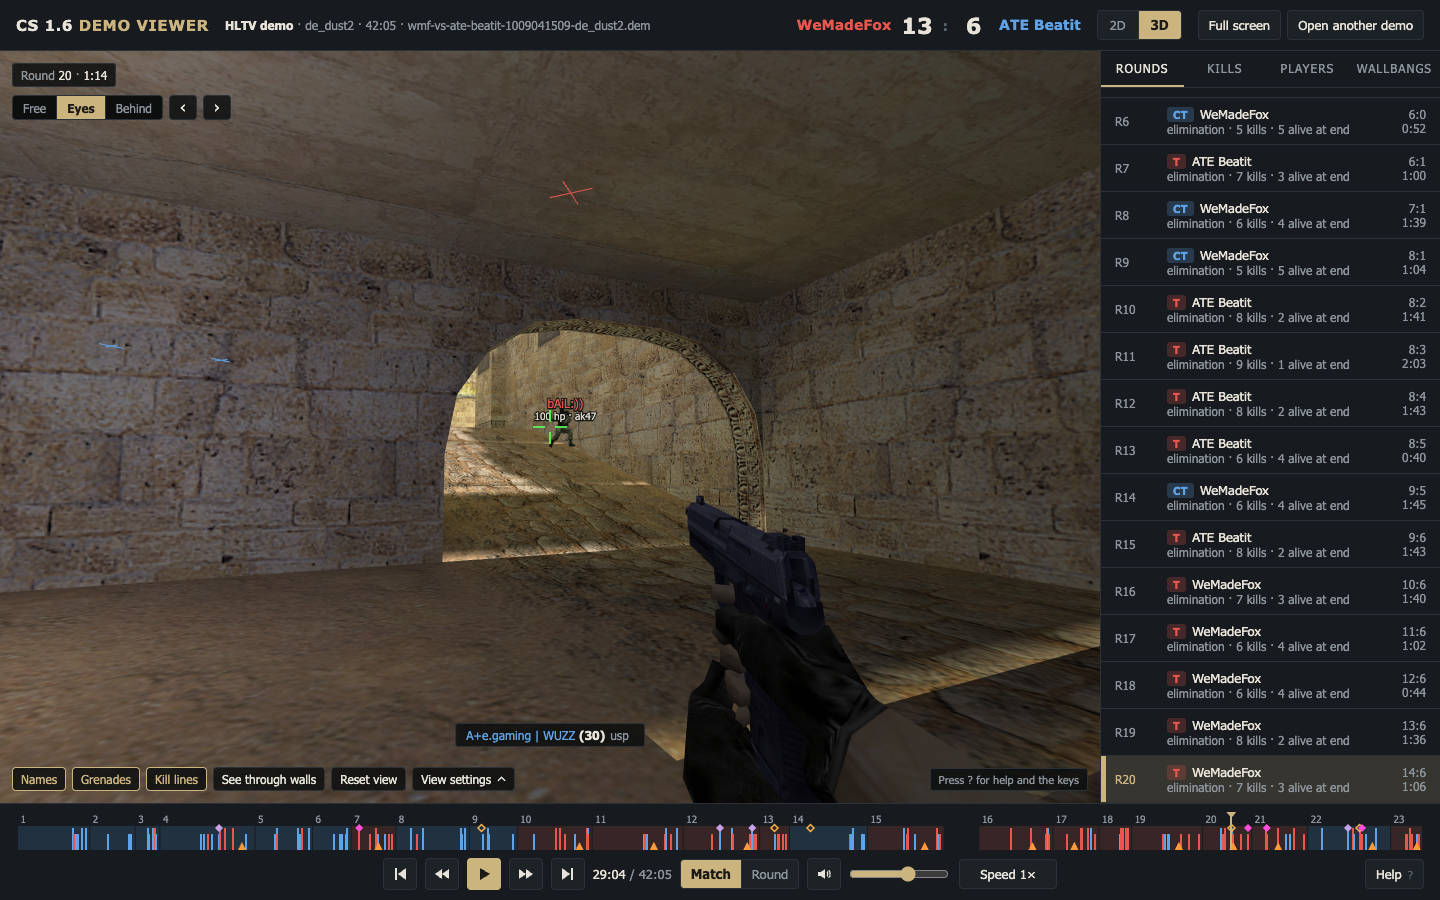 CS 1.6 DEMO VIEWER HLTV demo · de_dust2 · 42:05 · wmf-vs-ate-beatit-1009041509-de_dust2.dem WeMadeFox 13 : 6 ATE Beatit 2D 3D Full screen Open another demo
Round 20 · 1:14
Free Eyes Behind < >
ROUNDS KILLS PLAYERS WALLBANGS
R6 CT WeMadeFox 6:0
elimination · 5 kills · 5 alive at end 0:52
R7 T ATE Beatit 6:1
elimination · 7 kills · 3 alive at end 1:00
R8 CT WeMadeFox 7:1
elimination · 6 kills · 4 alive at end 1:39
R9 CT WeMadeFox 8:1
elimination · 5 kills · 5 alive at end 1:04
R10 T ATE Beatit 8:2
elimination · 8 kills · 2 alive at end 1:41
R11 T ATE Beatit 8:3
elimination · 9 kills · 1 alive at end 2:03
R12 T ATE Beatit 8:4
elimination · 8 kills · 2 alive at end 1:43
R13 T ATE Beatit 8:5
elimination · 6 kills · 4 alive at end 0:40
R14 CT WeMadeFox 9:5
elimination · 6 kills · 4 alive at end 1:45
R15 T ATE Beatit 9:6
elimination · 8 kills · 2 alive at end 1:43
R16 T WeMadeFox 10:6
elimination · 7 kills · 3 alive at end 1:40
R17 T WeMadeFox 11:6
elimination · 6 kills · 4 alive at end 1:02
R18 T WeMadeFox 12:6
elimination · 6 kills · 4 alive at end 0:44
R19 T WeMadeFox 13:6
elimination · 8 kills · 2 alive at end 1:36
R20 T WeMadeFox 14:6
elimination · 7 kills · 3 alive at end 1:06
bAiL:))
100 hp · ak47
A+e.gaming | WUZZ (30) usp
Names Grenades Kill lines See through walls Reset view View settings Press ? for help and the keys
1 2 3 4 5 6 7 8 9 10 11 12 13 14 15 16 17 18 19 20 21 22 23
29:04 / 42:05 Match Round Speed 1× Help ?